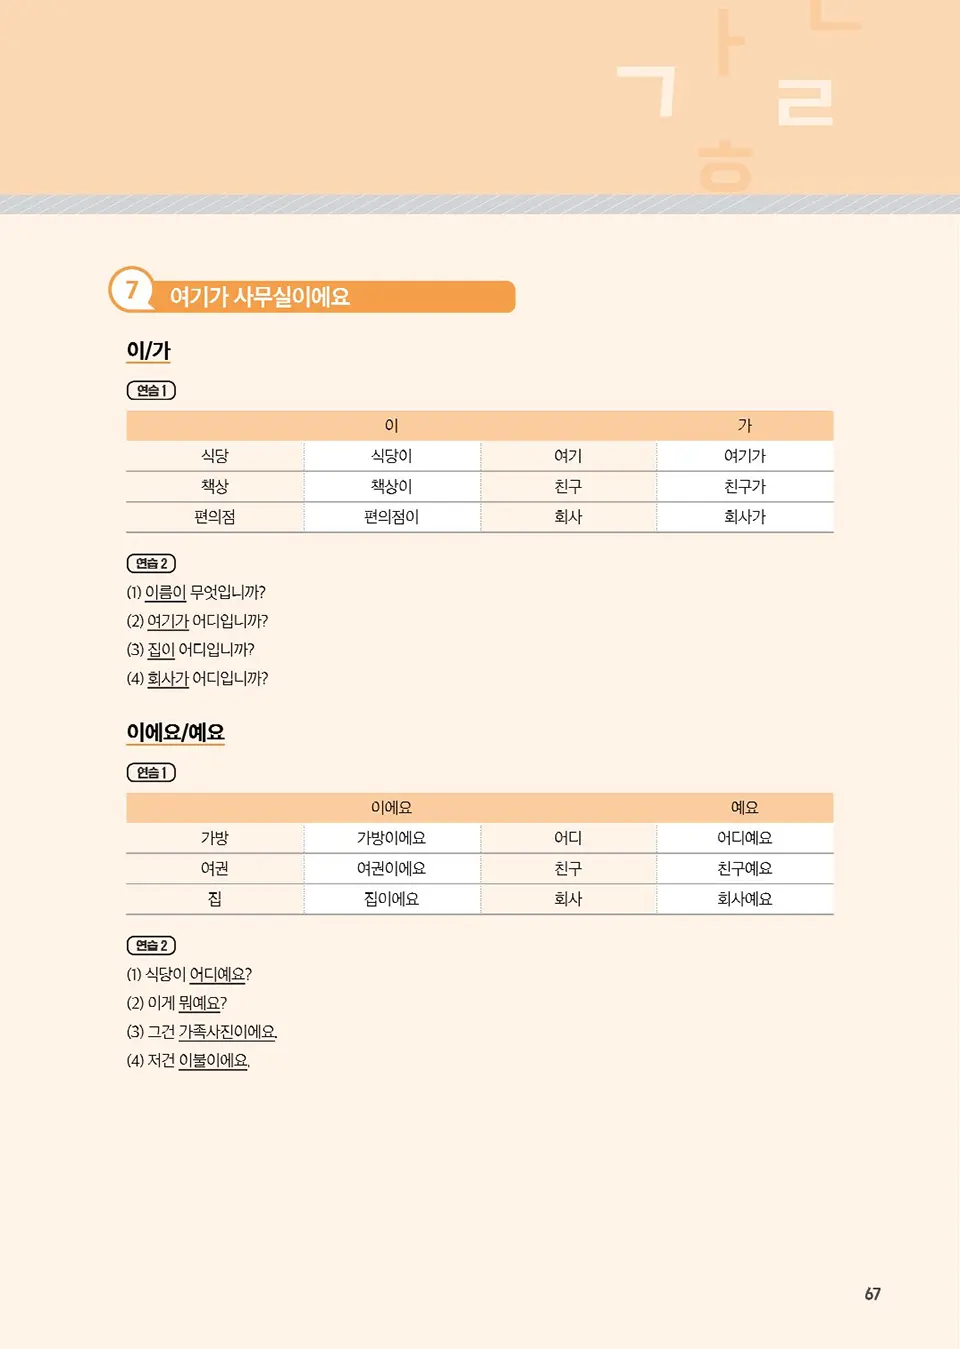 ㄱ ㅏ ㄴ ㄹ ㅎ
7 여기가 사무실이에요
이/가
연습 1
이 가
식당 식당이 여기 여기가
책상 책상이 친구 친구가
편의점 편의점이 회사 회사가
연습 2
(1) 이름이 무엇입니까?
(2) 여기가 어디입니까?
(3) 집이 어디입니까?
(4) 회사가 어디입니까?
이에요/예요
연습 1
이에요 예요
가방 가방이에요 어디 어디예요
여권 여권이에요 친구 친구예요
집 집이에요 회사 회사예요
연습 2
(1) 식당이 어디예요?
(2) 이게 뭐예요?
(3) 그건 가족사진이에요.
(4) 저건 이불이에요.
67